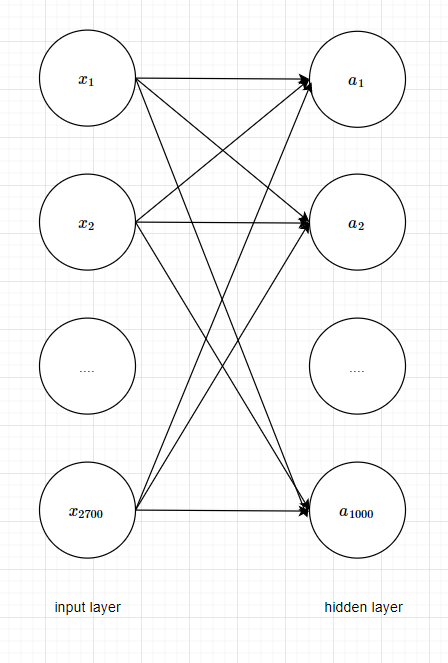 x₁ a₁
x₂ a₂
.... ....
x₂₇₀₀ a₁₀₀₀
input layer hidden layer